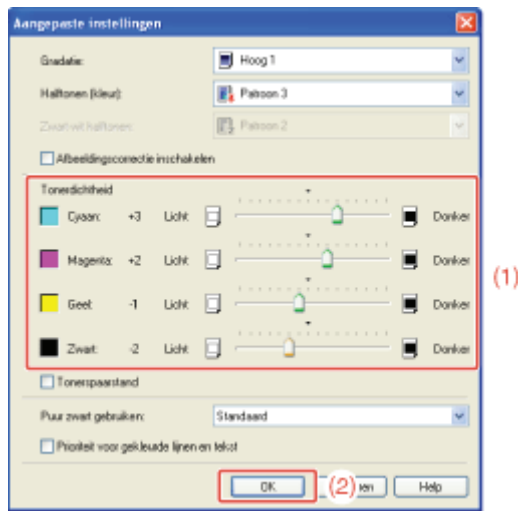 Aangepaste instellingen
Gradatie: Hoog 1
Halftonen (kleur): Patroon 3
Zwart-wit halftonen: Patroon 2
Afbeeldingscorrectie inschakelen
Tonerdichtheid
Cyaan: +3 Licht Donker
Magenta: +2 Licht Donker
(1)
Geel: -1 Licht Donker
Zwart: -2 Licht Donker
Tonerspaarstand
Puur zwart gebruiken: Standaard
Prioriteit voor gekleurde lijnen en tekst
OK (2) Help